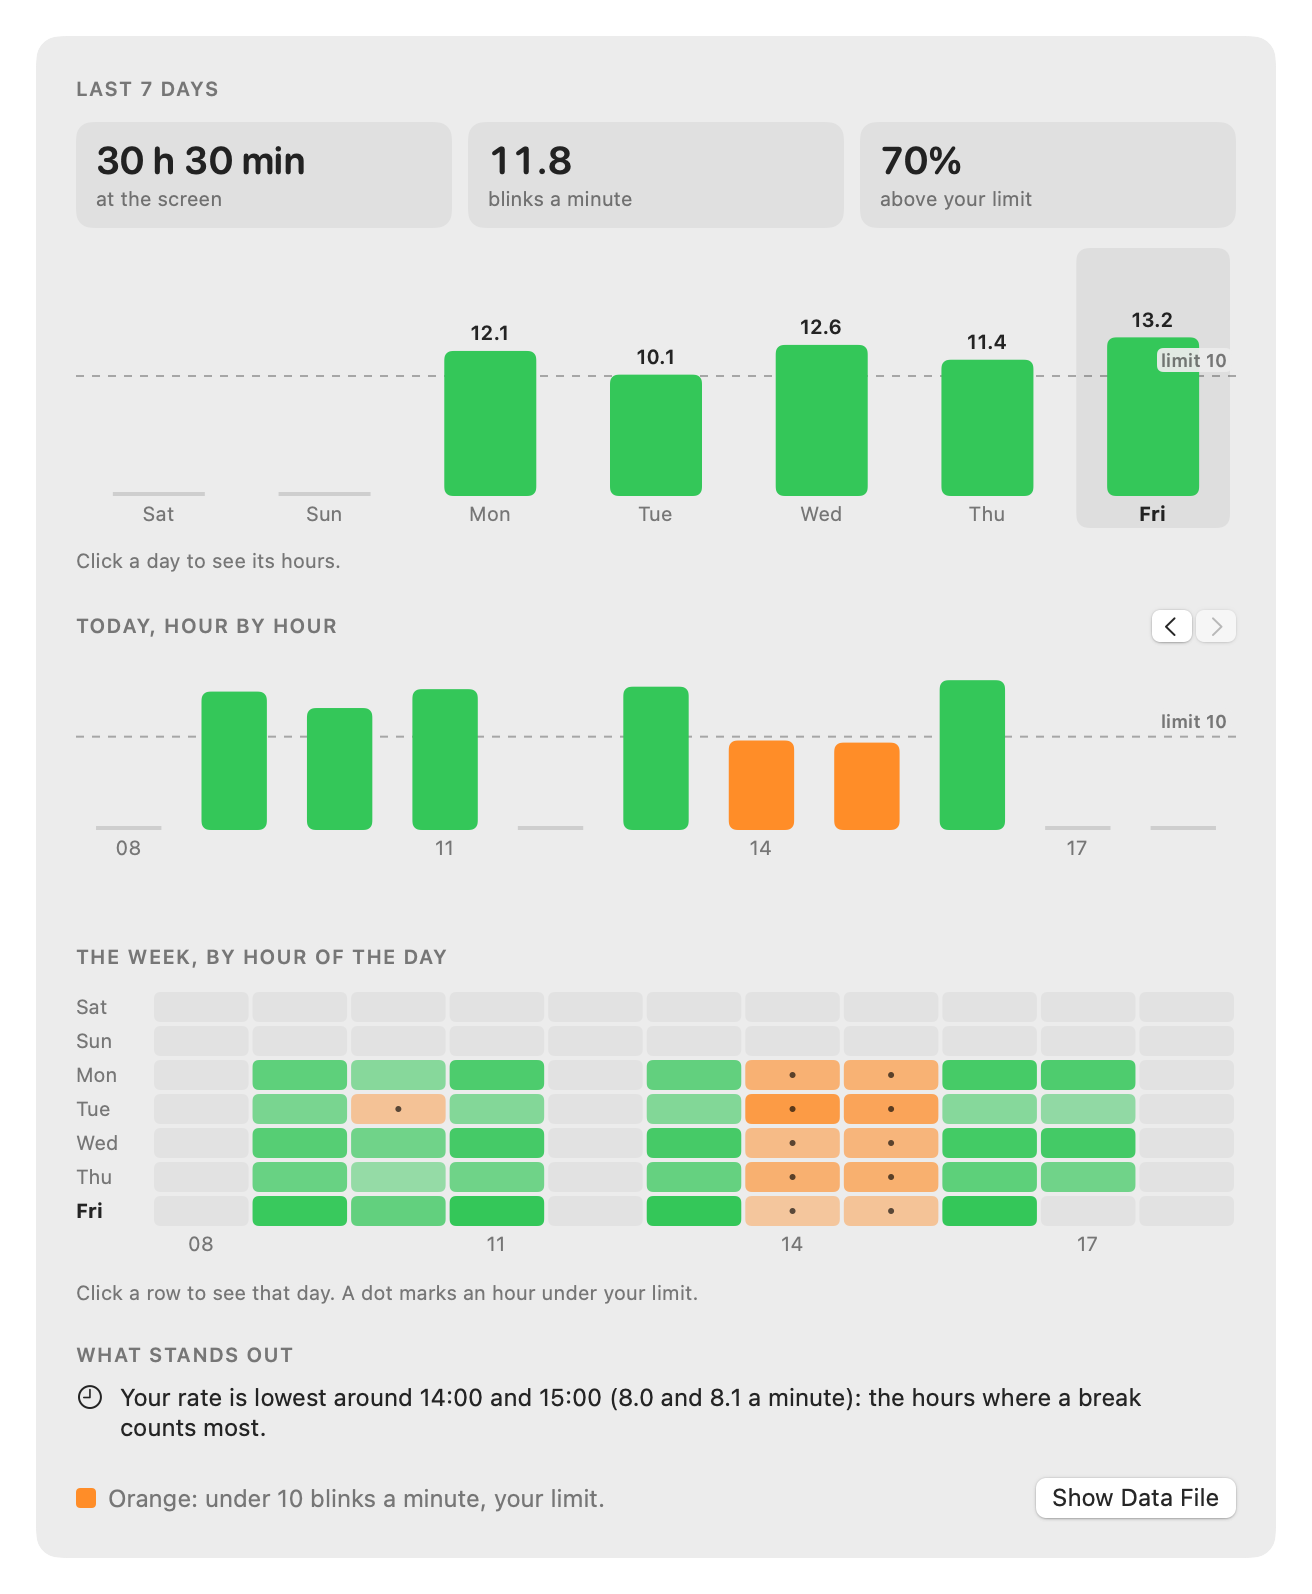 LAST 7 DAYS
30 h 30 min
at the screen
11.8
blinks a minute
70%
above your limit
12.1
10.1
12.6
11.4
13.2
limit 10
Sat
Sun
Mon
Tue
Wed
Thu
Fri
Click a day to see its hours.
TODAY, HOUR BY HOUR
limit 10
08
11
14
17
THE WEEK, BY HOUR OF THE DAY
Sat
Sun
Mon
Tue
Wed
Thu
Fri
08
11
14
17
Click a row to see that day. A dot marks an hour under your limit.
WHAT STANDS OUT
Your rate is lowest around 14:00 and 15:00 (8.0 and 8.1 a minute): the hours where a break
counts most.
Orange: under 10 blinks a minute, your limit.
Show Data File